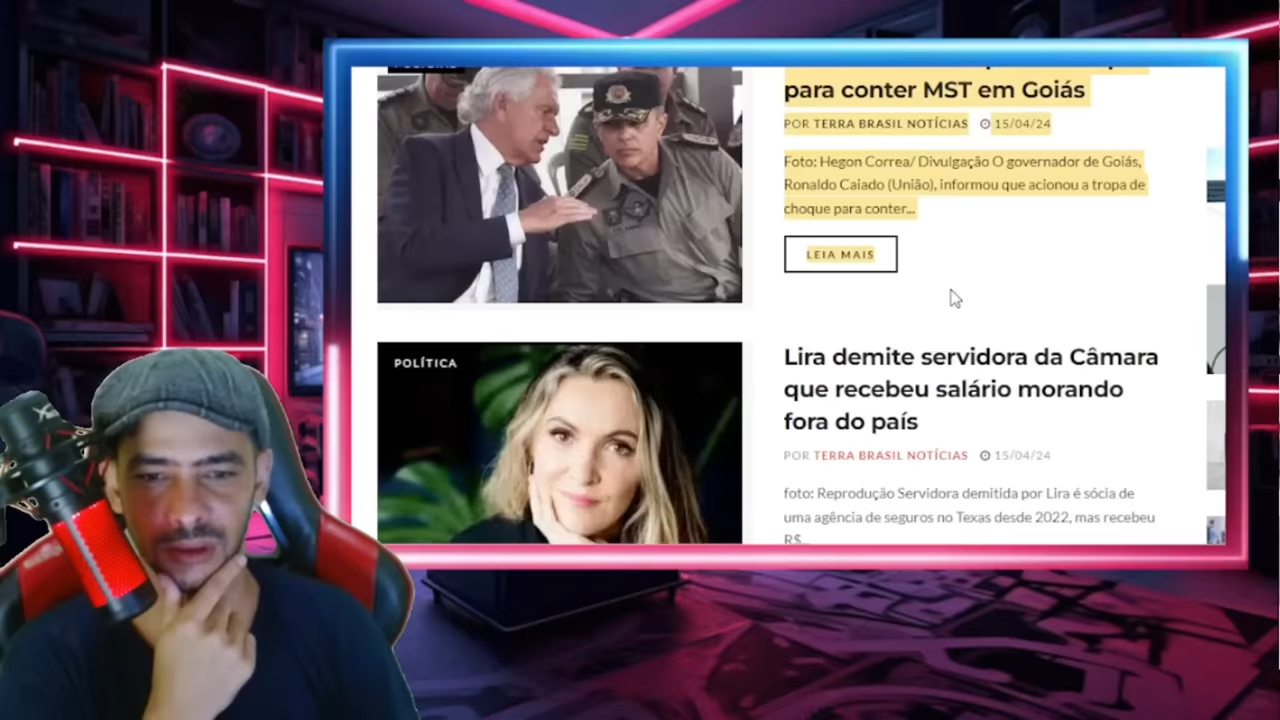 para conter MST em Goiás
POR TERRA BRASIL NOTÍCIAS 15/04/24
Foto: Hegon Correa/ Divulgação O governador de Goiás,
Ronaldo Caiado (União), informou que acionou a tropa de
choque para conter...
LEIA MAIS
POLÍTICA
Lira demite servidora da Câmara
que recebeu salário morando
fora do país
POR TERRA BRASIL NOTÍCIAS 15/04/24
foto: Reprodução Servidora demitida por Lira é sócia de
uma agência de seguros no Texas desde 2022, mas recebeu
R$...